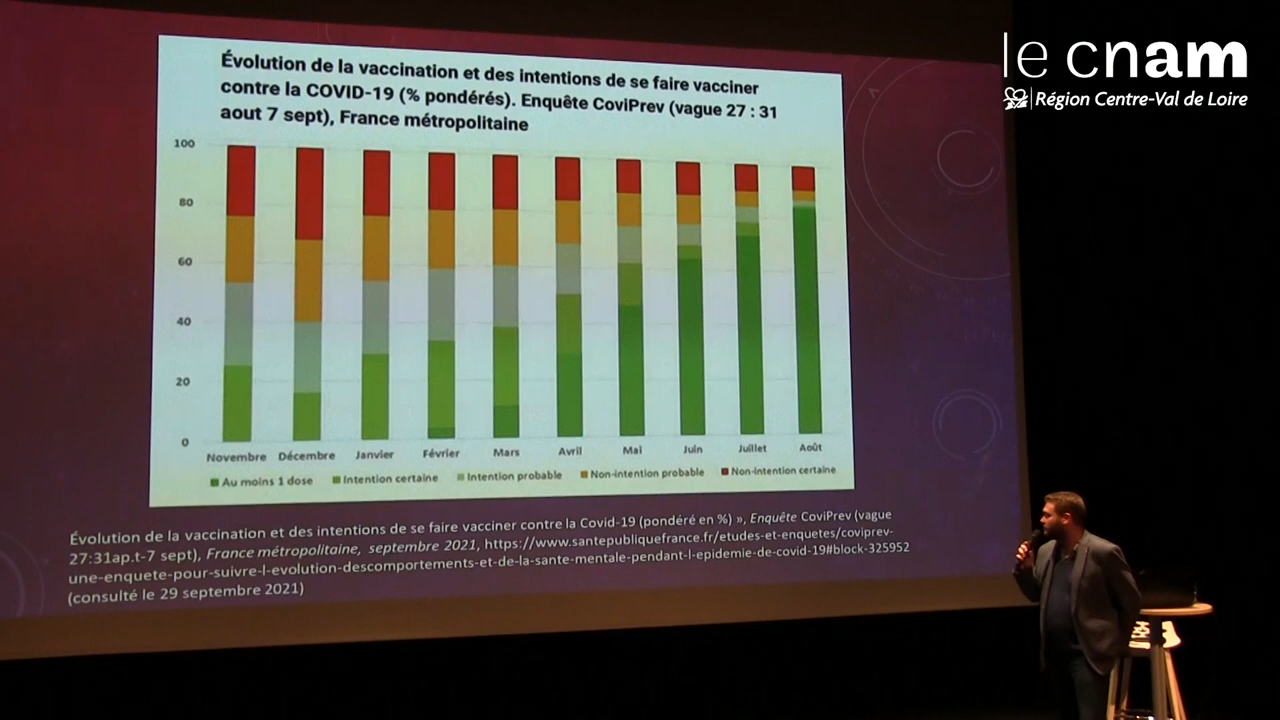 le cnam
Région Centre-Val de Loire
Évolution de la vaccination et des intentions de se faire vacciner
contre la COVID-19 (% pondérés). Enquête CoviPrev (vague 27 : 31
aout 7 sept), France métropolitaine
100
80
60
40
20
0
Novembre Décembre Janvier Février Mars Avril Mai Juin Juillet Août
Au moins 1 dose Intention certaine Intention probable Non-intention probable Non-intention certaine
Évolution de la vaccination et des intentions de se faire vacciner contre la Covid-19 (pondéré en %) », Enquête CoviPrev (vague
27:31ap.t-7 sept), France métropolitaine, septembre 2021, https://www.santepubliquefrance.fr/etudes-et-enquetes/coviprev-
une-enquete-pour-suivre-l-evolution-descomportements-et-de-la-sante-mentale-pendant-l-epidemie-de-covid-19#block-325952
(consulté le 29 septembre 2021)